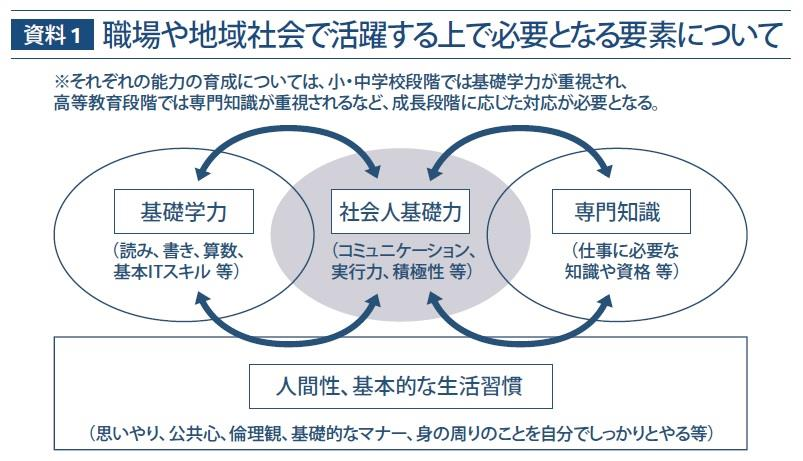 資料1 職場や地域社会で活躍する上で必要となる要素について
※それぞれの能力の育成については、小・中学校段階では基礎学力が重視され、
高等教育段階では専門知識が重視されるなど、成長段階に応じた対応が必要となる。
基礎学力
(読み、書き、算数、
基本ITスキル 等)
社会人基礎力
(コミュニケーション、
実行力、積極性 等)
専門知識
(仕事に必要な
知識や資格 等)
人間性、基本的な生活習慣
(思いやり、公共心、倫理観、基礎的なマナー、身の周りのことを自分でしっかりとやる等)